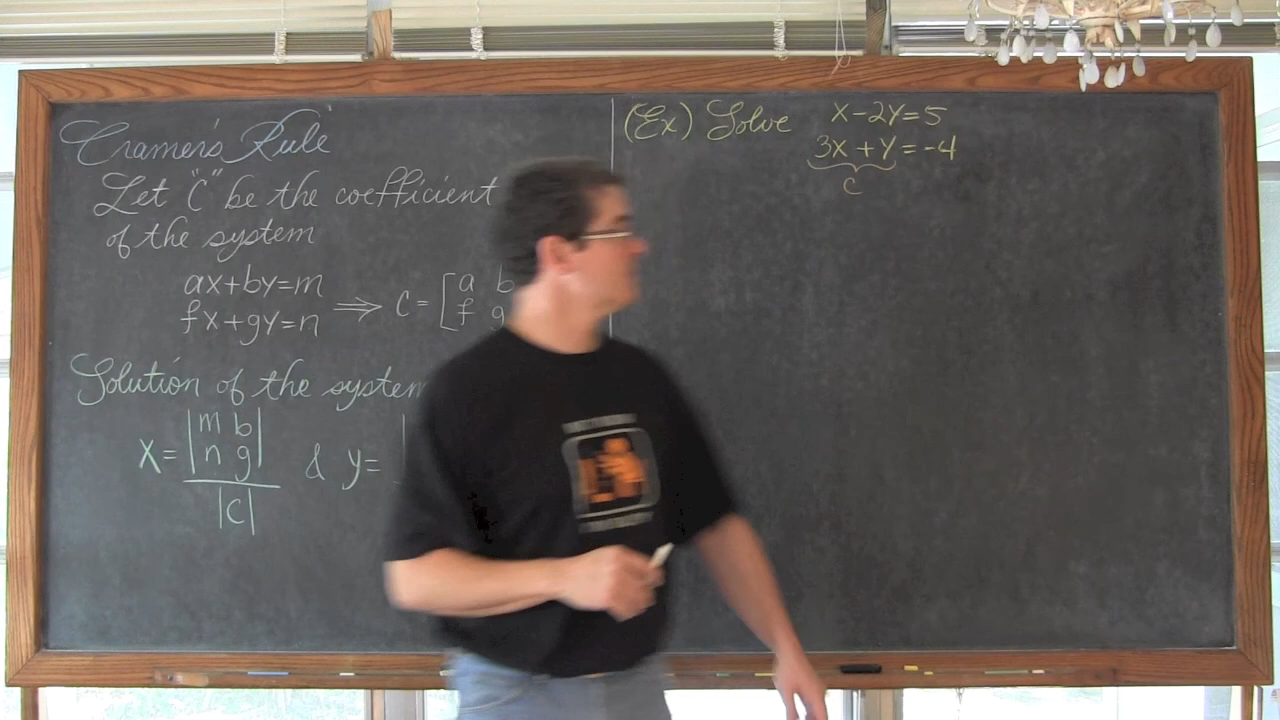 Cramer's Rule
Let "C" be the coefficient
of the system
ax+by=m
fx+gy=n
⇒ C = [a b
f g
Solution of the system
x = |m b|
|n g|
|C|
& y=
(Ex) Solve x-2y=5
3x+y=-4
C